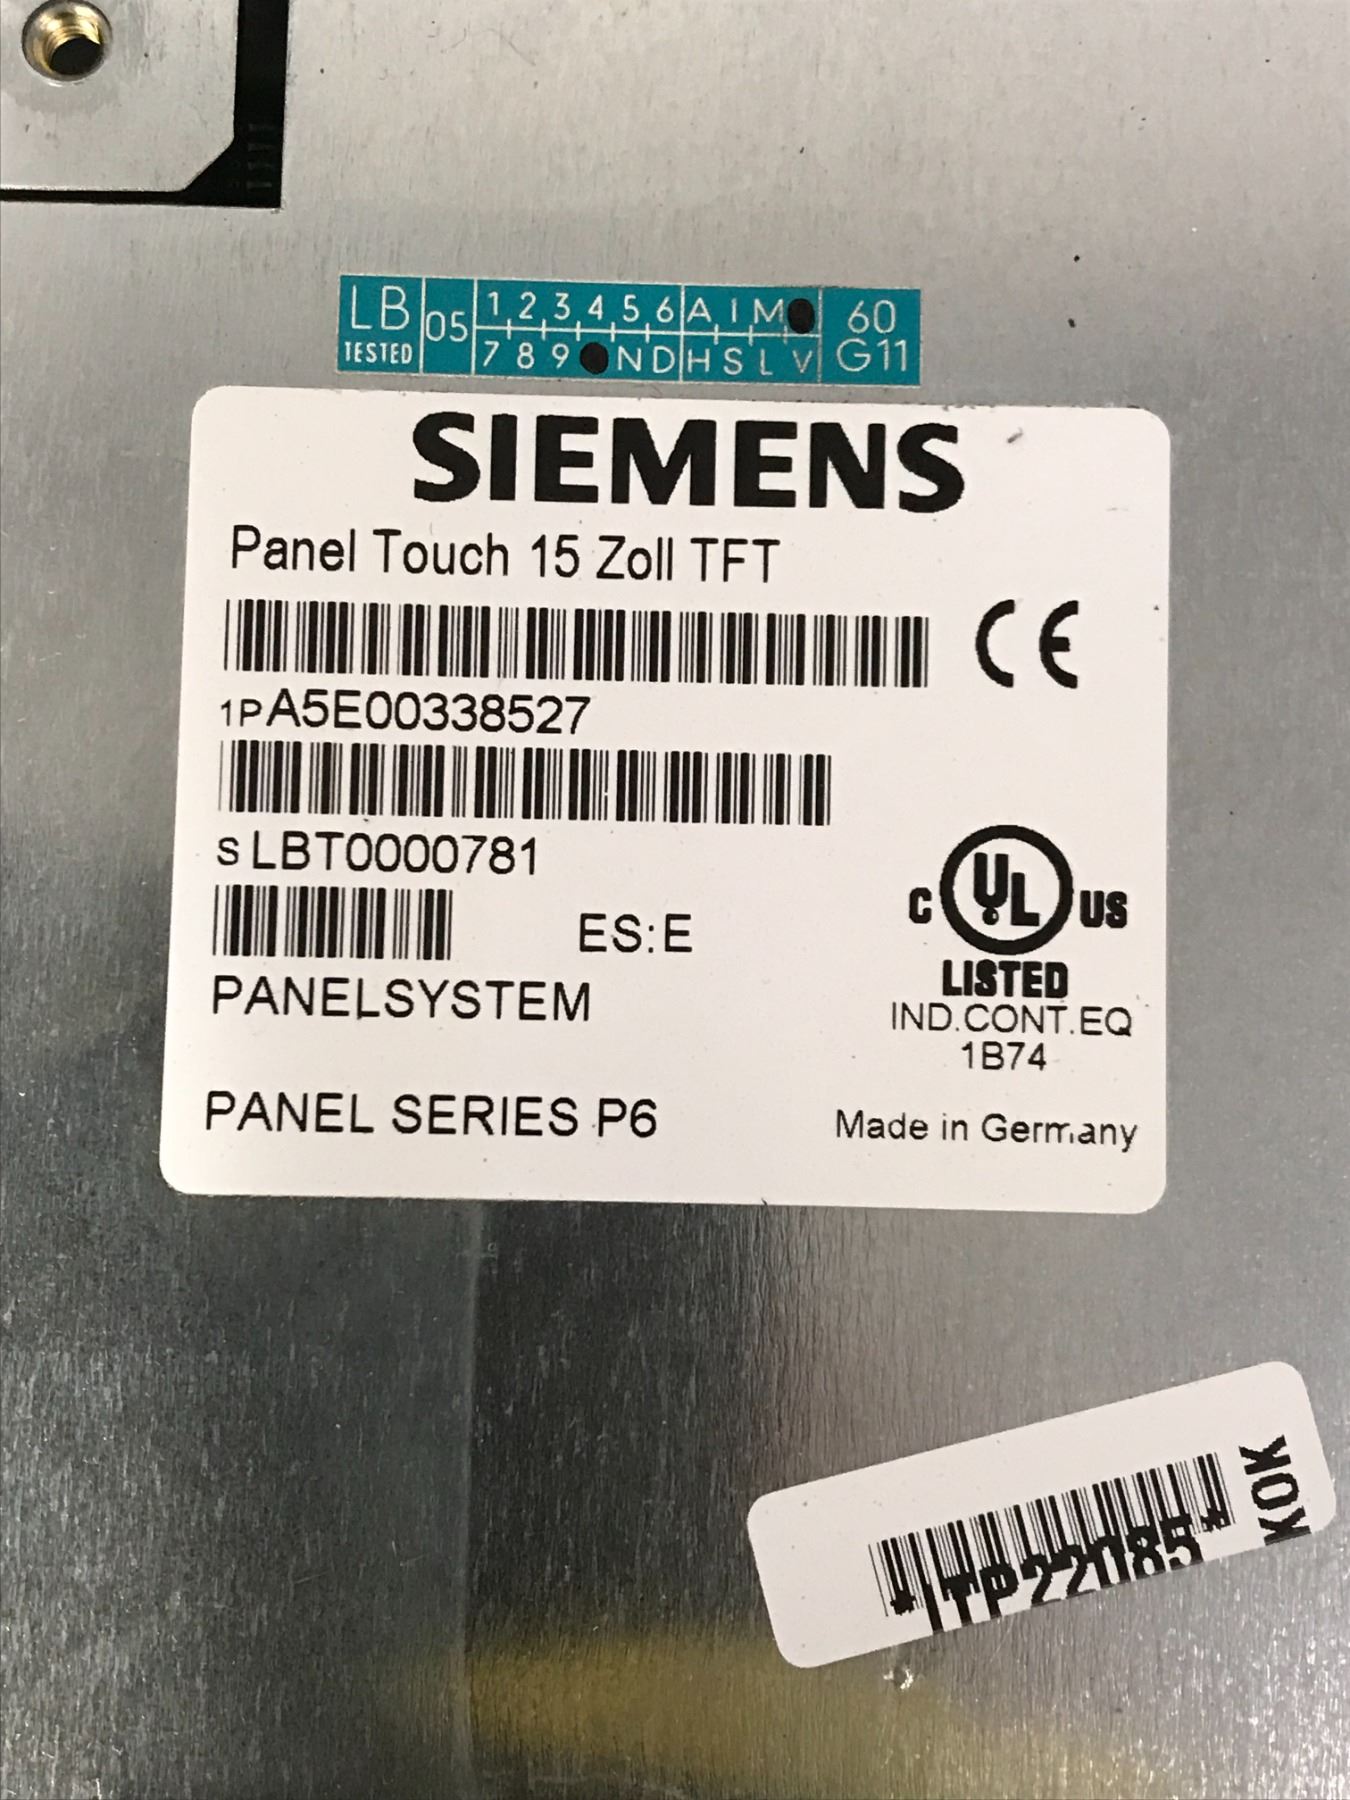 LB 05 1 2 3 4 5 6 A I M 60
TESTED 7 8 9 N D H S L V G11
SIEMENS
Panel Touch 15 Zoll TFT
CE
1P A5E00338527
S LBT0000781
ES:E
C UL US
LISTED
IND.CONT.EQ
1B74
PANELSYSTEM
PANEL SERIES P6
Made in Germany
*ITP22085*
KOK